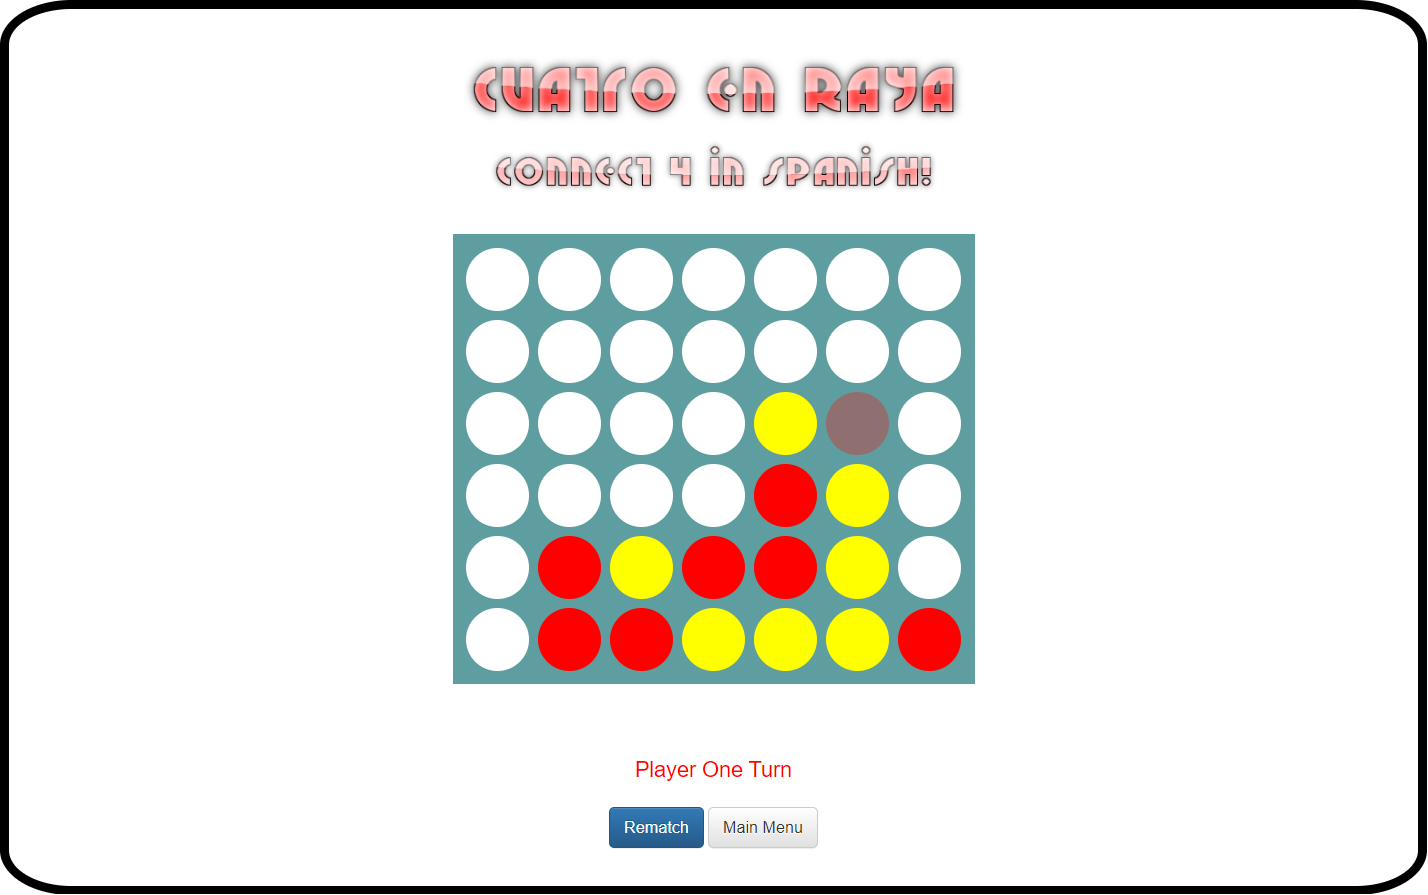 CUATRO EN RAYA
CONNECT 4 IN SPANISH!
Player One Turn
Rematch
Main Menu